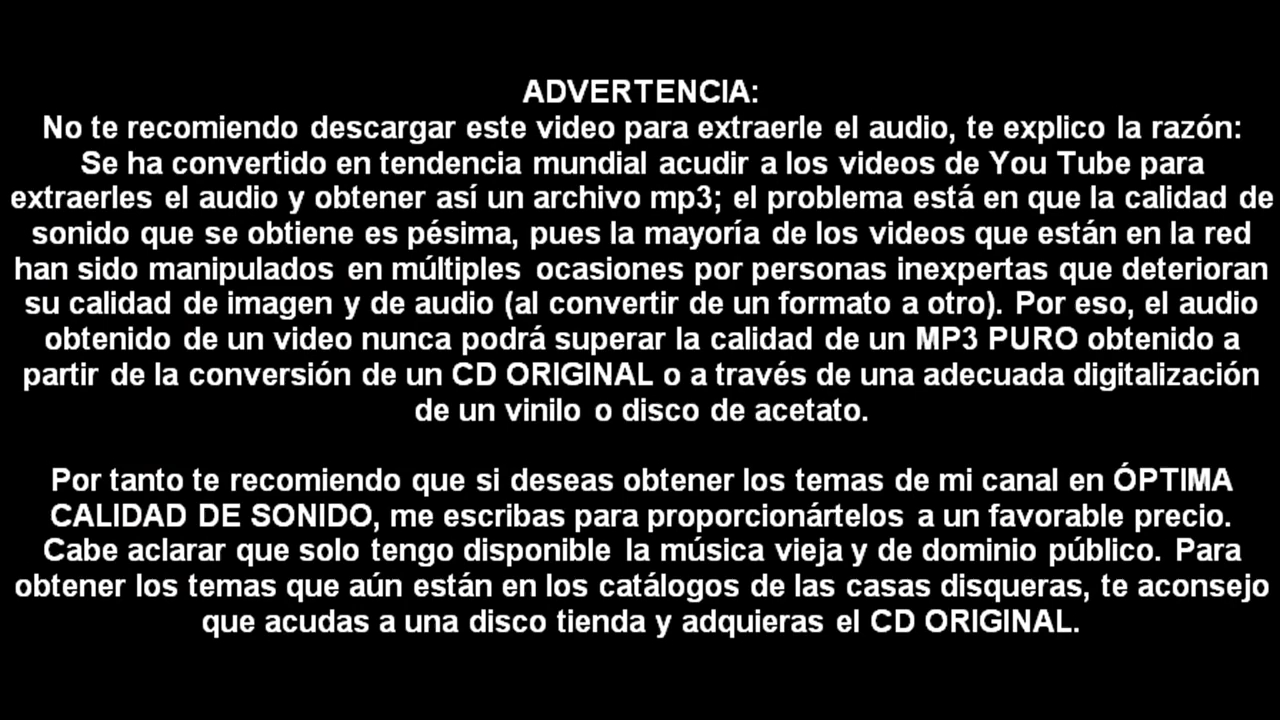 ADVERTENCIA:
No te recomiendo descargar este video para extraerle el audio, te explico la razón:
Se ha convertido en tendencia mundial acudir a los videos de You Tube para
extraerles el audio y obtener así un archivo mp3; el problema está en que la calidad de
sonido que se obtiene es pésima, pues la mayoría de los videos que están en la red
han sido manipulados en múltiples ocasiones por personas inexpertas que deterioran
su calidad de imagen y de audio (al convertir de un formato a otro). Por eso, el audio
obtenido de un video nunca podrá superar la calidad de un MP3 PURO obtenido a
partir de la conversión de un CD ORIGINAL o a través de una adecuada digitalización
de un vinilo o disco de acetato.
Por tanto te recomiendo que si deseas obtener los temas de mi canal en ÓPTIMA
CALIDAD DE SONIDO, me escribas para proporcionártelos a un favorable precio.
Cabe aclarar que solo tengo disponible la música vieja y de dominio público. Para
obtener los temas que aún están en los catálogos de las casas disqueras, te aconsejo
que acudas a una disco tienda y adquieras el CD ORIGINAL.